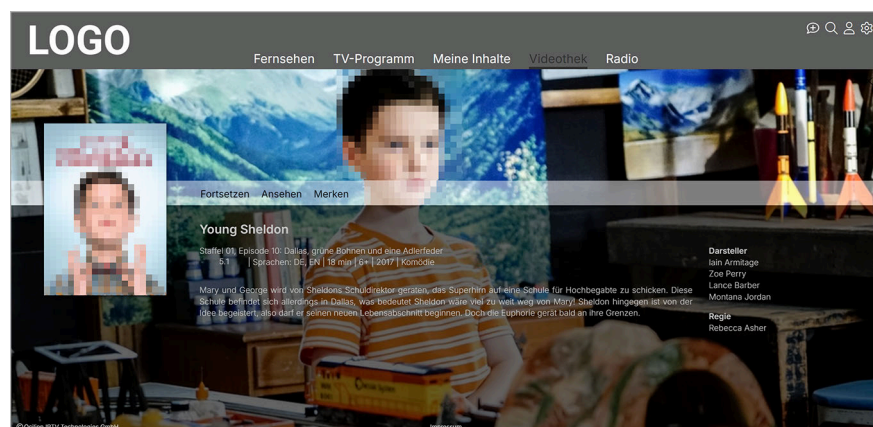 LOGO
Fernsehen TV-Programm Meine Inhalte Videothek Radio
Fortsetzen Ansehen Merken
Young Sheldon
Staffel 01, Episode 10: Dallas, grüne Bohnen und eine Adlerfeder
5.1 | Sprachen: DE, EN | 18 min | 6+ | 2017 | Komödie
Mary und George wird von Sheldons Schuldirektor geraten, das Superhirn auf eine Schule für Hochbegabte zu schicken. Diese
Schule befindet sich allerdings in Dallas, was bedeutet Sheldon wäre viel zu weit weg von Mary! Sheldon hingegen ist von der
Idee begeistert, also darf er seinen neuen Lebensabschnitt beginnen. Doch die Euphorie gerät bald an ihre Grenzen.
Darsteller
Iain Armitage
Zoe Perry
Lance Barber
Montana Jordan
Regie
Rebecca Asher
© Ocilion IPTV Technologies GmbH Impressum